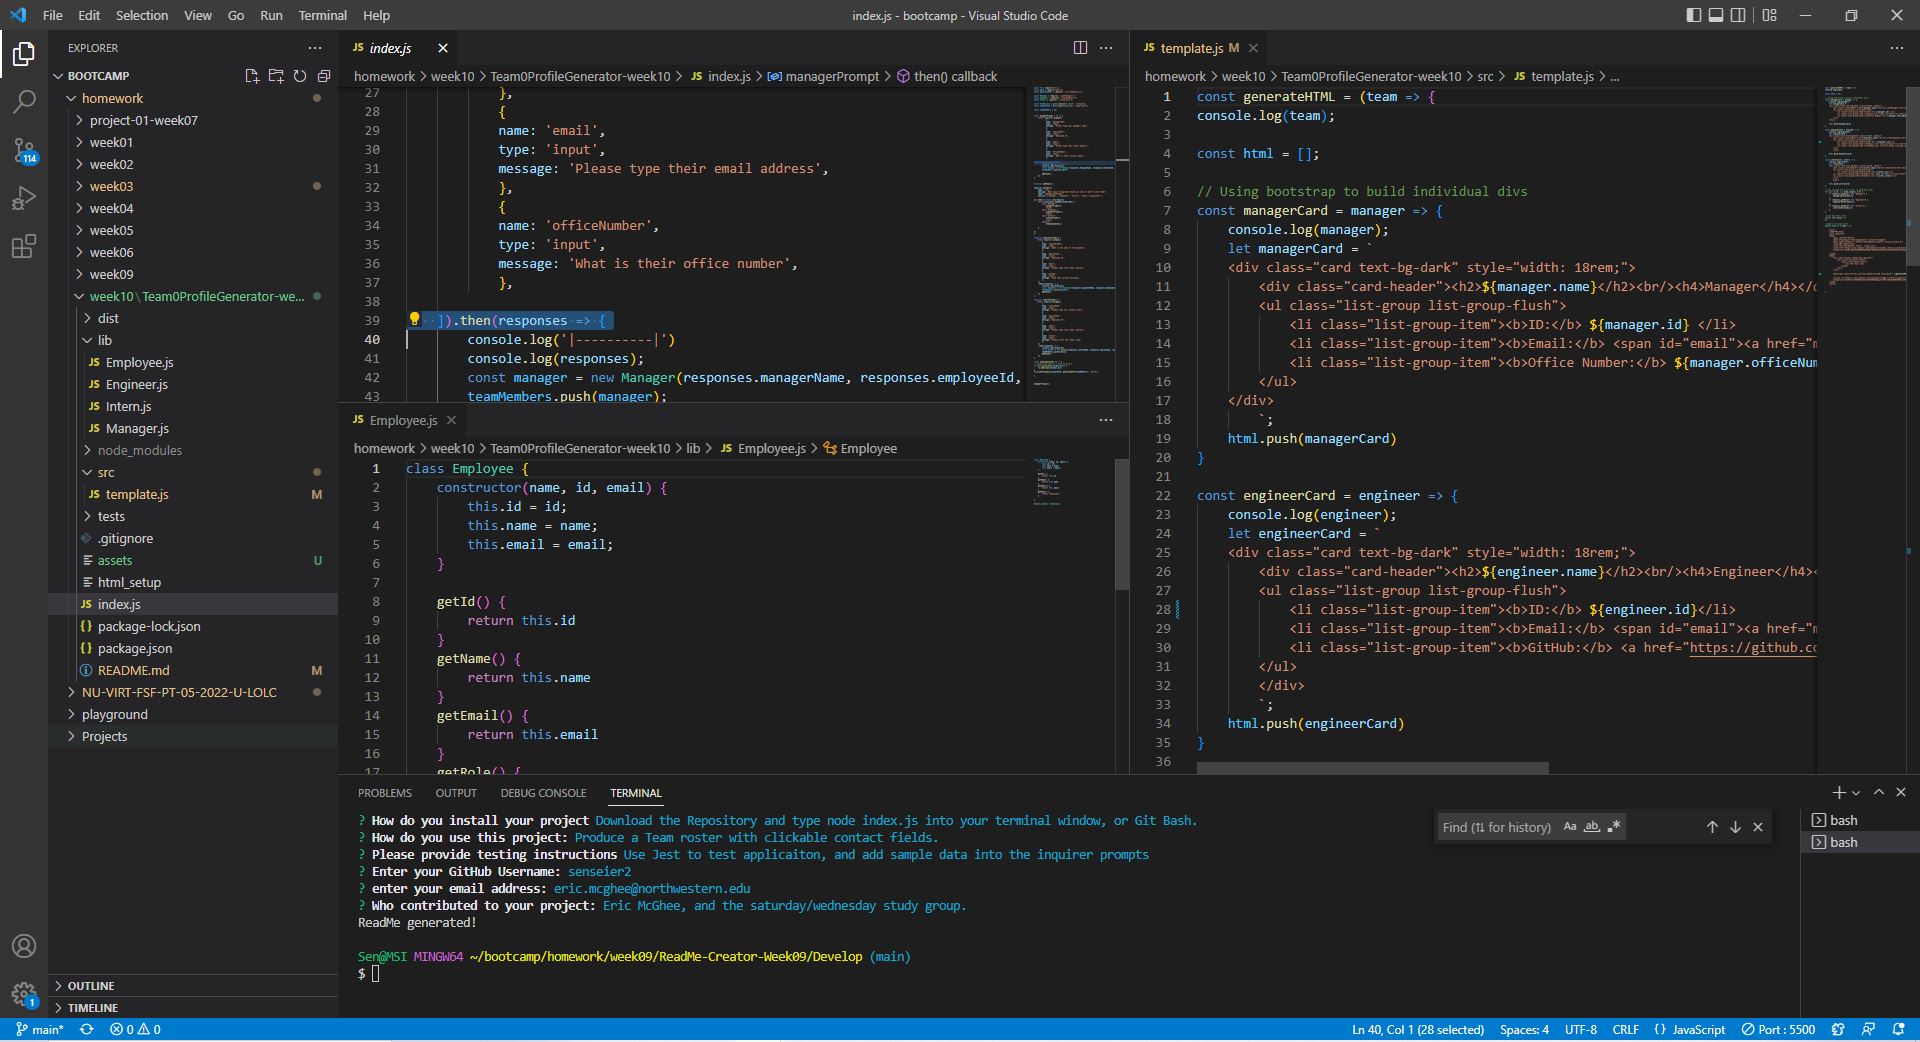 File Edit Selection View Go Run Terminal Help
index.js - bootcamp - Visual Studio Code
EXPLORER
BOOTCAMP
homework
project-01-week07
week01
week02
week03
week04
week05
week06
week09
week10\Team0ProfileGenerator-we...
dist
lib
JS Employee.js
JS Engineer.js
JS Intern.js
JS Manager.js
node_modules
src
JS template.js M
tests
.gitignore
assets U
html_setup
JS index.js
{} package-lock.json
{} package.json
README.md M
NU-VIRT-FSF-PT-05-2022-U-LOLC
playground
Projects
OUTLINE
TIMELINE
114
1
JS index.js
homework > week10 > Team0ProfileGenerator-week10 > JS index.js > managerPrompt > then() callback
27 },
28 {
29 name: 'email',
30 type: 'input',
31 message: 'Please type their email address',
32 },
33 {
34 name: 'officeNumber',
35 type: 'input',
36 message: 'What is their office number',
37 },
38
39 ]).then(responses => {
40 console.log('|----------|')
41 console.log(responses);
42 const manager = new Manager(responses.managerName, responses.employeeId,
43 teamMembers.push(manager);
JS Employee.js
homework > week10 > Team0ProfileGenerator-week10 > lib > JS Employee.js > Employee
1 class Employee {
2 constructor(name, id, email) {
3 this.id = id;
4 this.name = name;
5 this.email = email;
6 }
7
8 getId() {
9 return this.id
10 }
11 getName() {
12 return this.name
13 }
14 getEmail() {
15 return this.email
16 }
17 getRole() {
JS template.js M
homework > week10 > Team0ProfileGenerator-week10 > src > JS template.js > ...
1 const generateHTML = (team => {
2 console.log(team);
3
4 const html = [];
5
6 // Using bootstrap to build individual divs
7 const managerCard = manager => {
8 console.log(manager);
9 let managerCard = `
10 <div class="card text-bg-dark" style="width: 18rem;">
11 <div class="card-header"><h2>${manager.name}</h2><br/><h4>Manager</h4></d
12 <ul class="list-group list-group-flush">
13 <li class="list-group-item"><b>ID:</b> ${manager.id} </li>
14 <li class="list-group-item"><b>Email:</b> <span id="email"><a href="m
15 <li class="list-group-item"><b>Office Number:</b> ${manager.officeNum
16 </ul>
17 </div>
18 `;
19 html.push(managerCard)
20 }
21
22 const engineerCard = engineer => {
23 console.log(engineer);
24 let engineerCard = `
25 <div class="card text-bg-dark" style="width: 18rem;">
26 <div class="card-header"><h2>${engineer.name}</h2><br/><h4>Engineer</h4><
27 <ul class="list-group list-group-flush">
28 <li class="list-group-item"><b>ID:</b> ${engineer.id}</li>
29 <li class="list-group-item"><b>Email:</b> <span id="email"><a href="m
30 <li class="list-group-item"><b>GitHub:</b> <a href="https://github.co
31 </ul>
32 </div>
33 `;
34 html.push(engineerCard)
35 }
36
PROBLEMS OUTPUT DEBUG CONSOLE TERMINAL
? How do you install your project Download the Repository and type node index.js into your terminal window, or Git Bash.
? How do you use this project: Produce a Team roster with clickable contact fields.
? Please provide testing instructions Use Jest to test applicaiton, and add sample data into the inquirer prompts
? Enter your GitHub Username: senseier2
? enter your email address: eric.mcghee@northwestern.edu
? Who contributed to your project: Eric McGhee, and the saturday/wednesday study group.
ReadMe generated!
Sen@MSI MINGW64 ~/bootcamp/homework/week09/ReadMe-Creator-Week09/Develop (main)
$
Find (⇅ for history) Aa ab .*
bash
bash
main* 0 0
Ln 40, Col 1 (28 selected) Spaces: 4 UTF-8 CRLF {} JavaScript Port : 5500